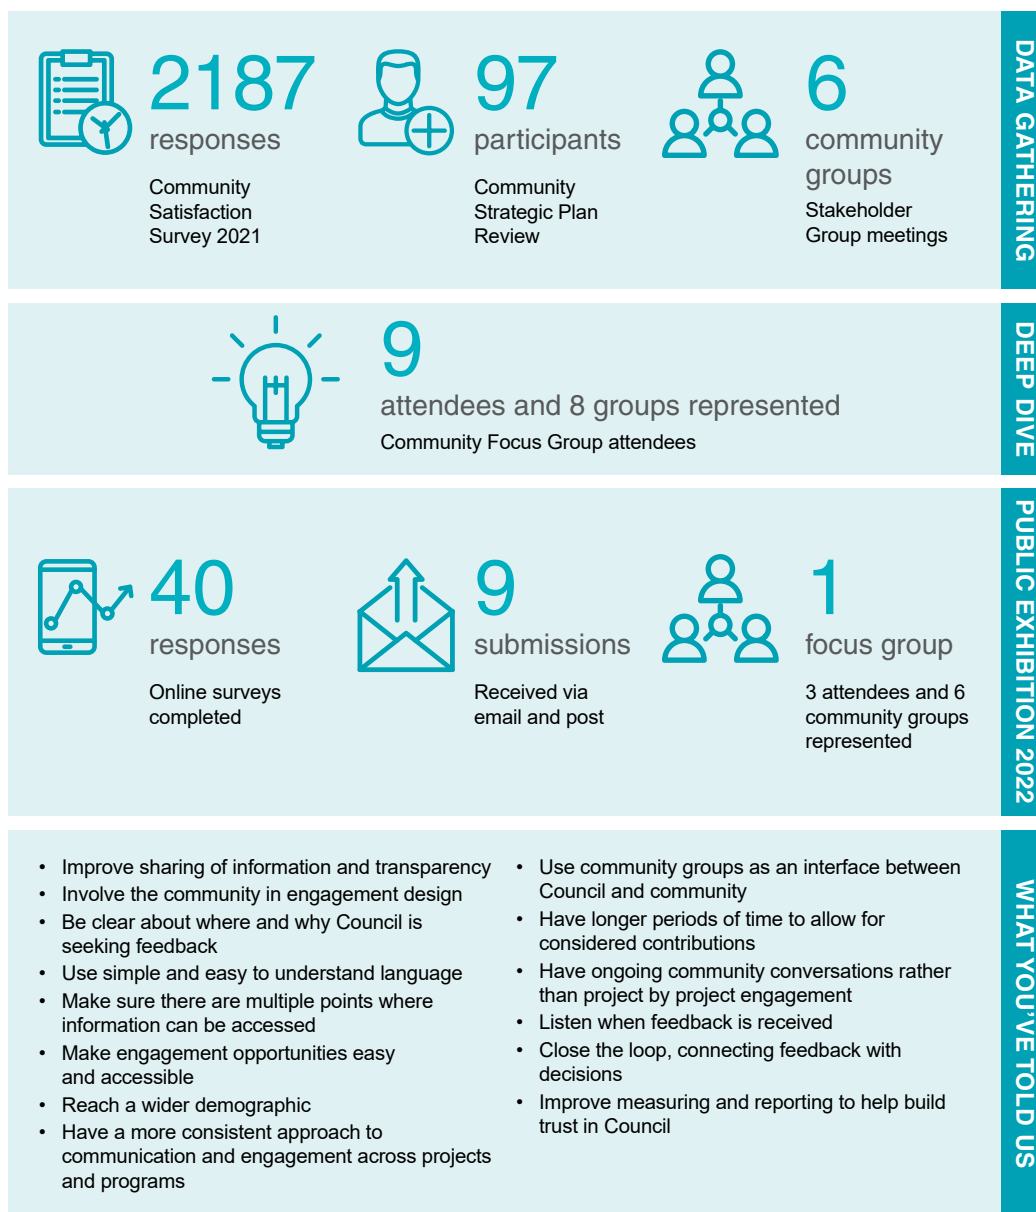 DATA GATHERING
2187
responses
Community
Satisfaction
Survey 2021
97
participants
Community
Strategic Plan
Review
6
community
groups
Stakeholder
Group meetings
DEEP DIVE
9
attendees and 8 groups represented
Community Focus Group attendees
PUBLIC EXHIBITION 2022
40
responses
Online surveys
completed
9
submissions
Received via
email and post
1
focus group
3 attendees and 6
community groups
represented
WHAT YOU'VE TOLD US
• Improve sharing of information and transparency
• Involve the community in engagement design
• Be clear about where and why Council is
seeking feedback
• Use simple and easy to understand language
• Make sure there are multiple points where
information can be accessed
• Make engagement opportunities easy
and accessible
• Reach a wider demographic
• Have a more consistent approach to
communication and engagement across projects
and programs
• Use community groups as an interface between
Council and community
• Have longer periods of time to allow for
considered contributions
• Have ongoing community conversations rather
than project by project engagement
• Listen when feedback is received
• Close the loop, connecting feedback with
decisions
• Improve measuring and reporting to help build
trust in Council